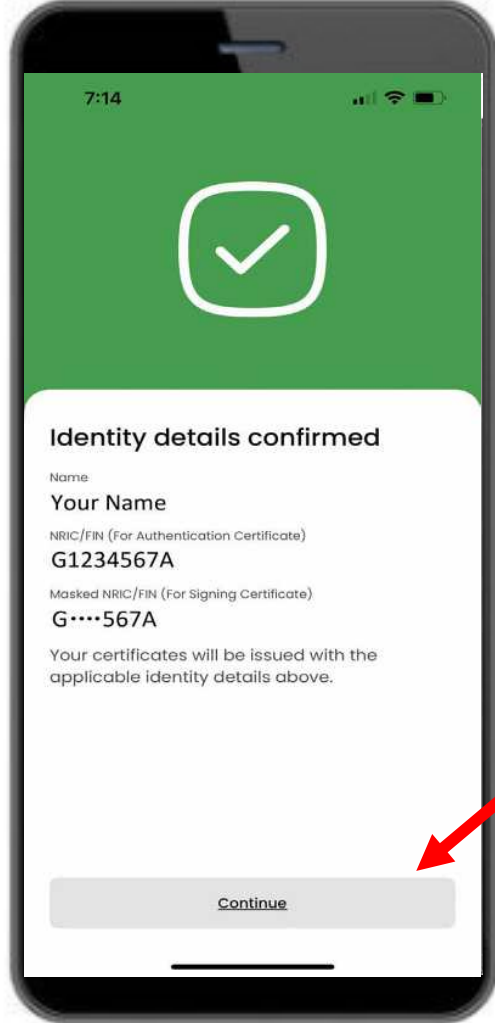 7:14
Identity details confirmed
Name
Your Name
NRIC/FIN (For Authentication Certificate)
G1234567A
Masked NRIC/FIN (For Signing Certificate)
G••••567A
Your certificates will be issued with the
applicable identity details above.
Continue